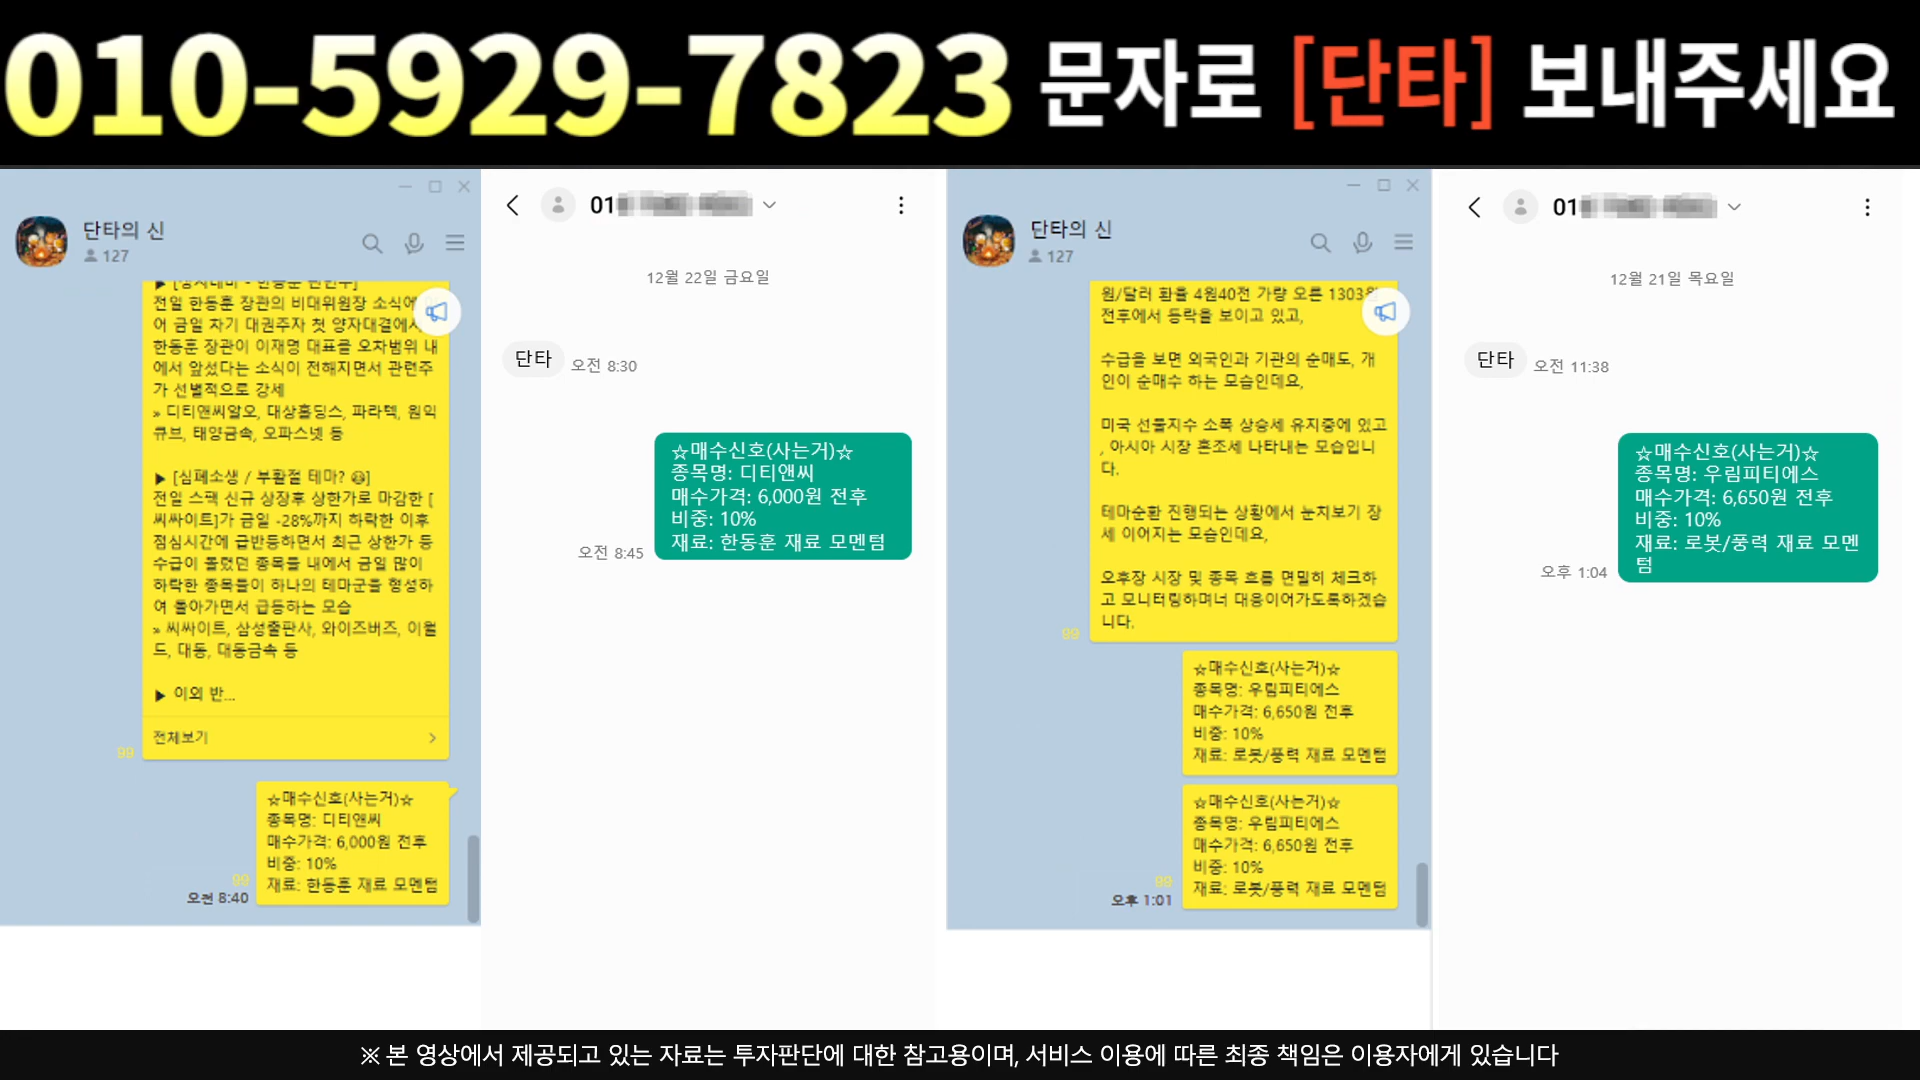 010-5929-7823 문자로 [단타] 보내주세요
단타의 신
127
전일 한동훈 장관의 비대위원장 소식에
어 금일 차기 대권주자 첫 양자대결에서
한동훈 장관이 이재명 대표를 오차범위 내
에서 앞섰다는 소식이 전해지면서 관련주
가 선별적으로 강세
» 디티앤씨알오, 대상홀딩스, 파라텍, 원익
큐브, 태양금속, 오파스넷 등
▶ [심폐소생 / 부활절 테마? 😃]
전일 스팩 신규 상장후 상한가로 마감한 [
씨싸이트]가 금일 -28%까지 하락한 이후
점심시간에 급반등하면서 최근 상한가 등
수급이 몰렸던 종목들 내에서 금일 많이
하락한 종목들이 하나의 테마군을 형성하
여 돌아가면서 급등하는 모습
» 씨싸이트, 삼성출판사, 와이즈버즈, 이월
드, 대동, 대동금속 등
▶ 이외 반...
전체보기
99
☆매수신호(사는거)☆
종목명: 디티앤씨
매수가격: 6,000원 전후
비중: 10%
재료: 한동훈 재료 모멘텀
99
오전 8:40
01
12월 22일 금요일
단타
오전 8:30
☆매수신호(사는거)☆
종목명: 디티앤씨
매수가격: 6,000원 전후
비중: 10%
재료: 한동훈 재료 모멘텀
오전 8:45
단타의 신
127
원/달러 환율 4원40전 가량 오른 1303원
전후에서 등락을 보이고 있고,
수급을 보면 외국인과 기관의 순매도, 개
인이 순매수 하는 모습인데요,
미국 선물지수 소폭 상승세 유지중에 있고
, 아시아 시장 혼조세 나타내는 모습입니
다.
테마순환 진행되는 상황에서 눈치보기 장
세 이어지는 모습인데요,
오후장 시장 및 종목 흐름 면밀히 체크하
고 모니터링하며너 대응이어가도록하겠습
니다.
99
☆매수신호(사는거)☆
종목명: 우림피티에스
매수가격: 6,650원 전후
비중: 10%
재료: 로봇/풍력 재료 모멘텀
☆매수신호(사는거)☆
종목명: 우림피티에스
매수가격: 6,650원 전후
비중: 10%
재료: 로봇/풍력 재료 모멘텀
99
오후 1:01
01
12월 21일 목요일
단타
오전 11:38
☆매수신호(사는거)☆
종목명: 우림피티에스
매수가격: 6,650원 전후
비중: 10%
재료: 로봇/풍력 재료 모멘
텀
오후 1:04
※ 본 영상에서 제공되고 있는 자료는 투자판단에 대한 참고용이며, 서비스 이용에 따른 최종 책임은 이용자에게 있습니다